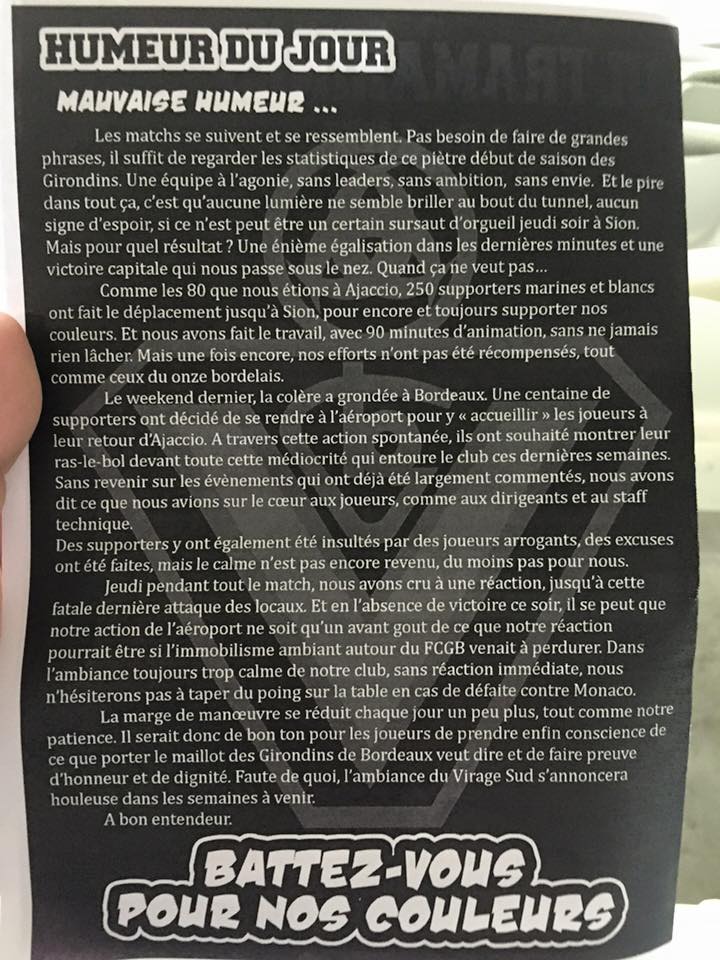 HUMEUR DU JOUR
MAUVAISE HUMEUR ...
Les matchs se suivent et se ressemblent. Pas besoin de faire de grandes
phrases, il suffit de regarder les statistiques de ce piètre début de saison des
Girondins. Une équipe à l'agonie, sans leaders, sans ambition, sans envie. Et le pire
dans tout ça, c'est qu'aucune lumière ne semble briller au bout du tunnel, aucun
signe d'espoir, si ce n'est peut être un certain sursaut d'orgueil jeudi soir à Sion.
Mais pour quel résultat ? Une énième égalisation dans les dernières minutes et une
victoire capitale qui nous passe sous le nez. Quand ça ne veut pas...
Comme les 80 que nous étions à Ajaccio, 250 supporters marines et blancs
ont fait le déplacement jusqu'à Sion, pour encore et toujours supporter nos
couleurs. Et nous avons fait le travail, avec 90 minutes d'animation, sans ne jamais
rien lâcher. Mais une fois encore, nos efforts n'ont pas été récompensés, tout
comme ceux du onze bordelais.
Le weekend dernier, la colère a grondée à Bordeaux. Une centaine de
supporters ont décidé de se rendre à l'aéroport pour y « accueillir » les joueurs à
leur retour d'Ajaccio. A travers cette action spontanée, ils ont souhaité montrer leur
ras-le-bol devant toute cette médiocrité qui entoure le club ces dernières semaines.
Sans revenir sur les évènements qui ont déjà été largement commentés, nous avons
dit ce que nous avions sur le cœur aux joueurs, comme aux dirigeants et au staff
technique.
Des supporters y ont également été insultés par des joueurs arrogants, des excuses
ont été faites, mais le calme n'est pas encore revenu, du moins pas pour nous.
Jeudi pendant tout le match, nous avons cru à une réaction, jusqu'à cette
fatale dernière attaque des locaux. Et en l'absence de victoire ce soir, il se peut que
notre action de l'aéroport ne soit qu'un avant gout de ce que notre réaction
pourrait être si l'immobilisme ambiant autour du FCGB venait à perdurer. Dans
l'ambiance toujours trop calme de notre club, sans réaction immédiate, nous
n'hésiterons pas à taper du poing sur la table en cas de défaite contre Monaco.
La marge de manœuvre se réduit chaque jour un peu plus, tout comme notre
patience. Il serait donc de bon ton pour les joueurs de prendre enfin conscience de
ce que porter le maillot des Girondins de Bordeaux veut dire et de faire preuve
d'honneur et de dignité. Faute de quoi, l'ambiance du Virage Sud s'annoncera
houleuse dans les semaines à venir.
A bon entendeur.
BATTEZ-VOUS
POUR NOS COULEURS